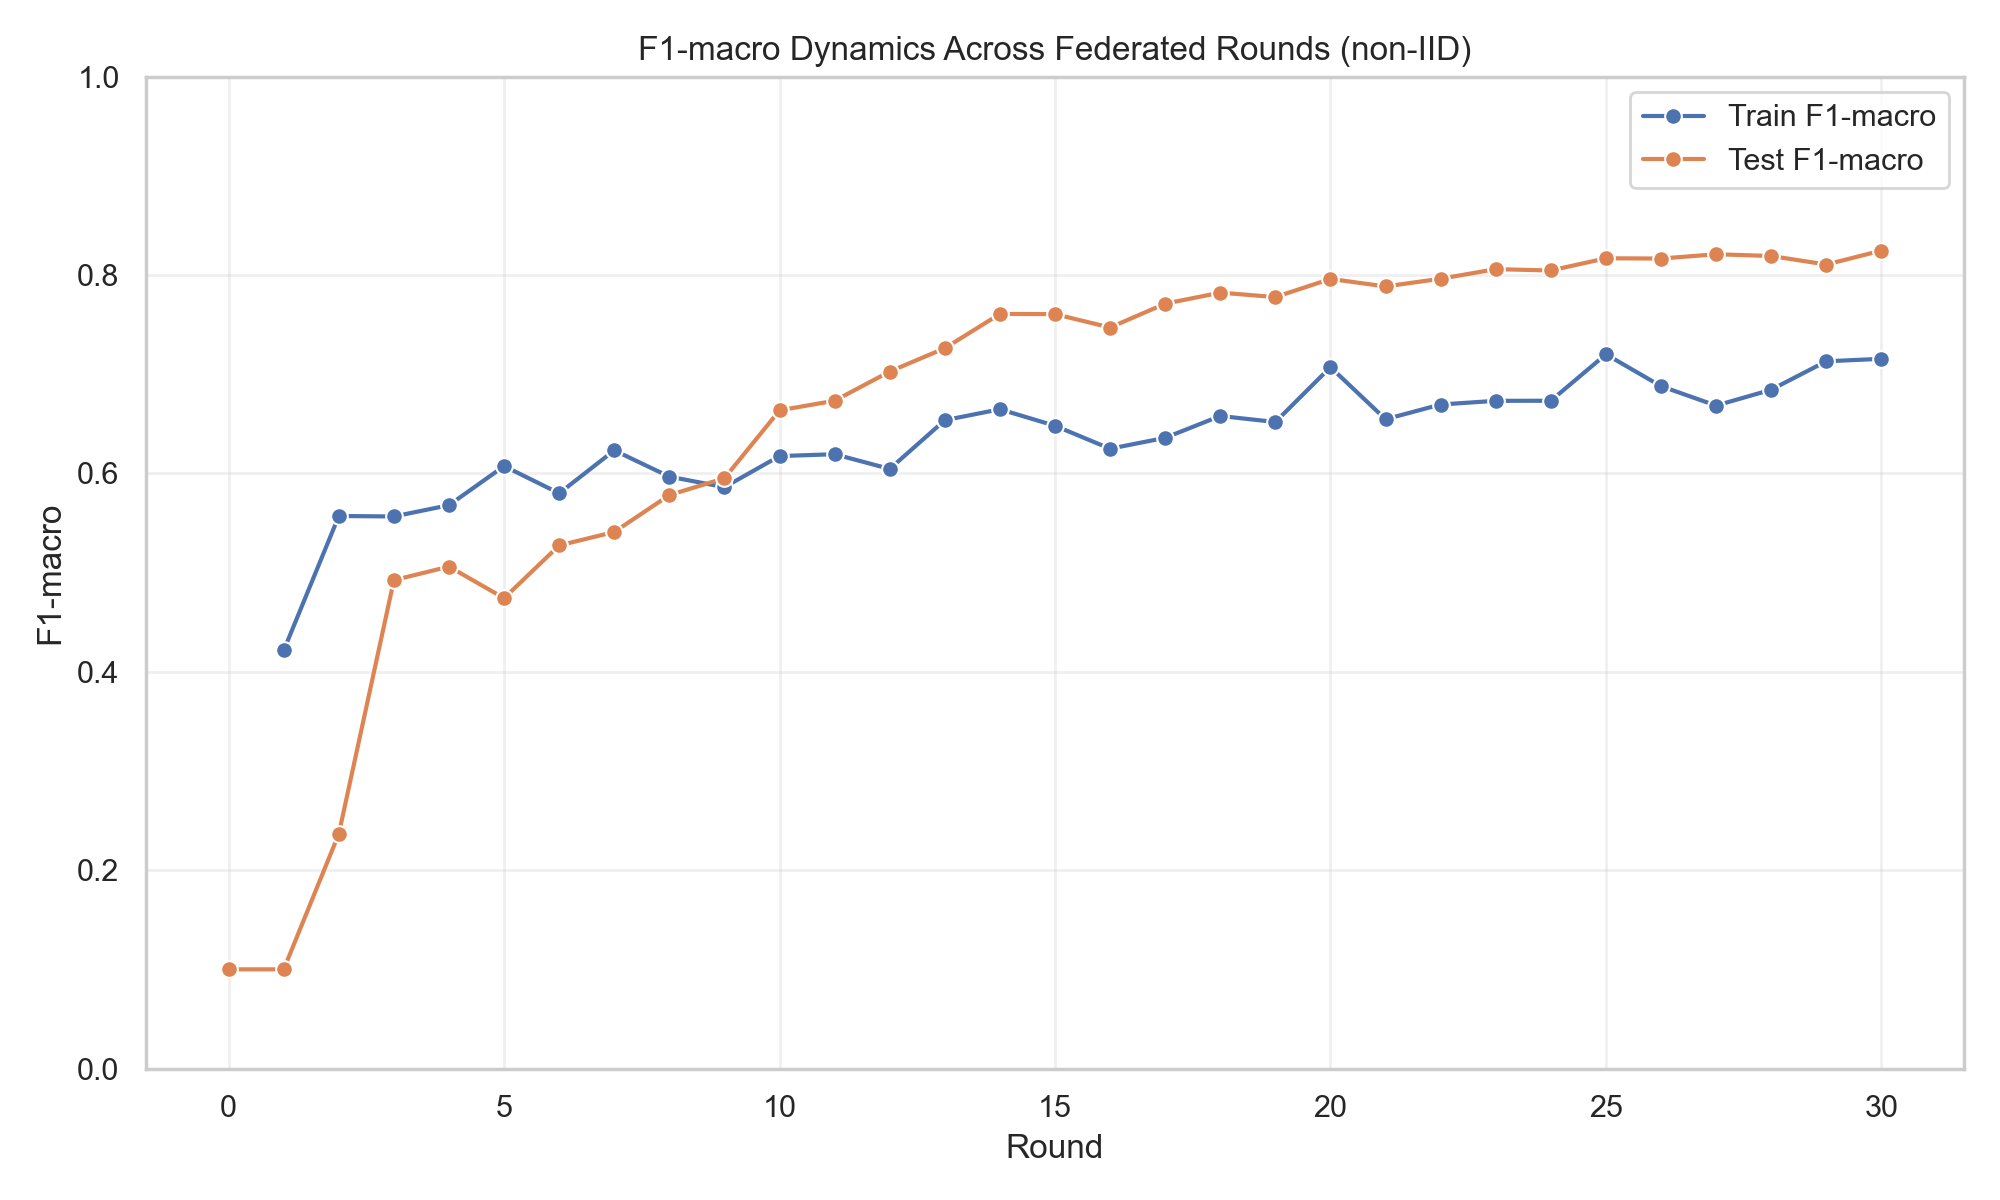 F1-macro Dynamics Across Federated Rounds (non-IID)
Train F1-macro
Test F1-macro
F1-macro
1.0
0.8
0.6
0.4
0.2
0.0
0 5 10 15 20 25 30
Round